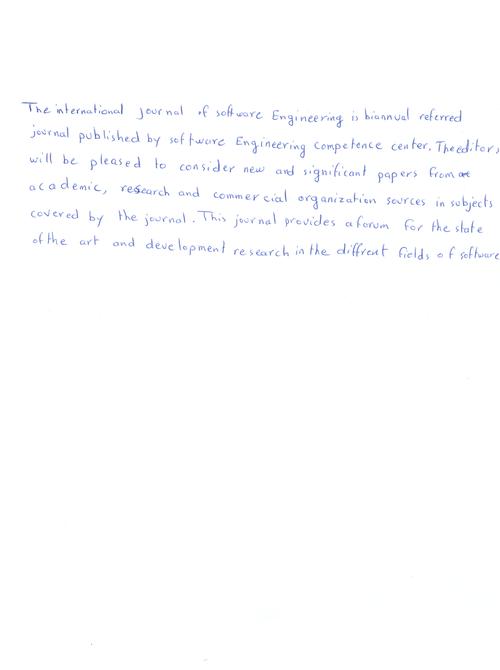 The international journal of software Engineering is biannual referred
journal published by software Engineering competence center. The editors
will be pleased to consider new and significant papers from
academic, research and commercial organization sources in subjects
covered by the journal. This journal provides a forum for the state
of the art and development research in the diffrent fields of software